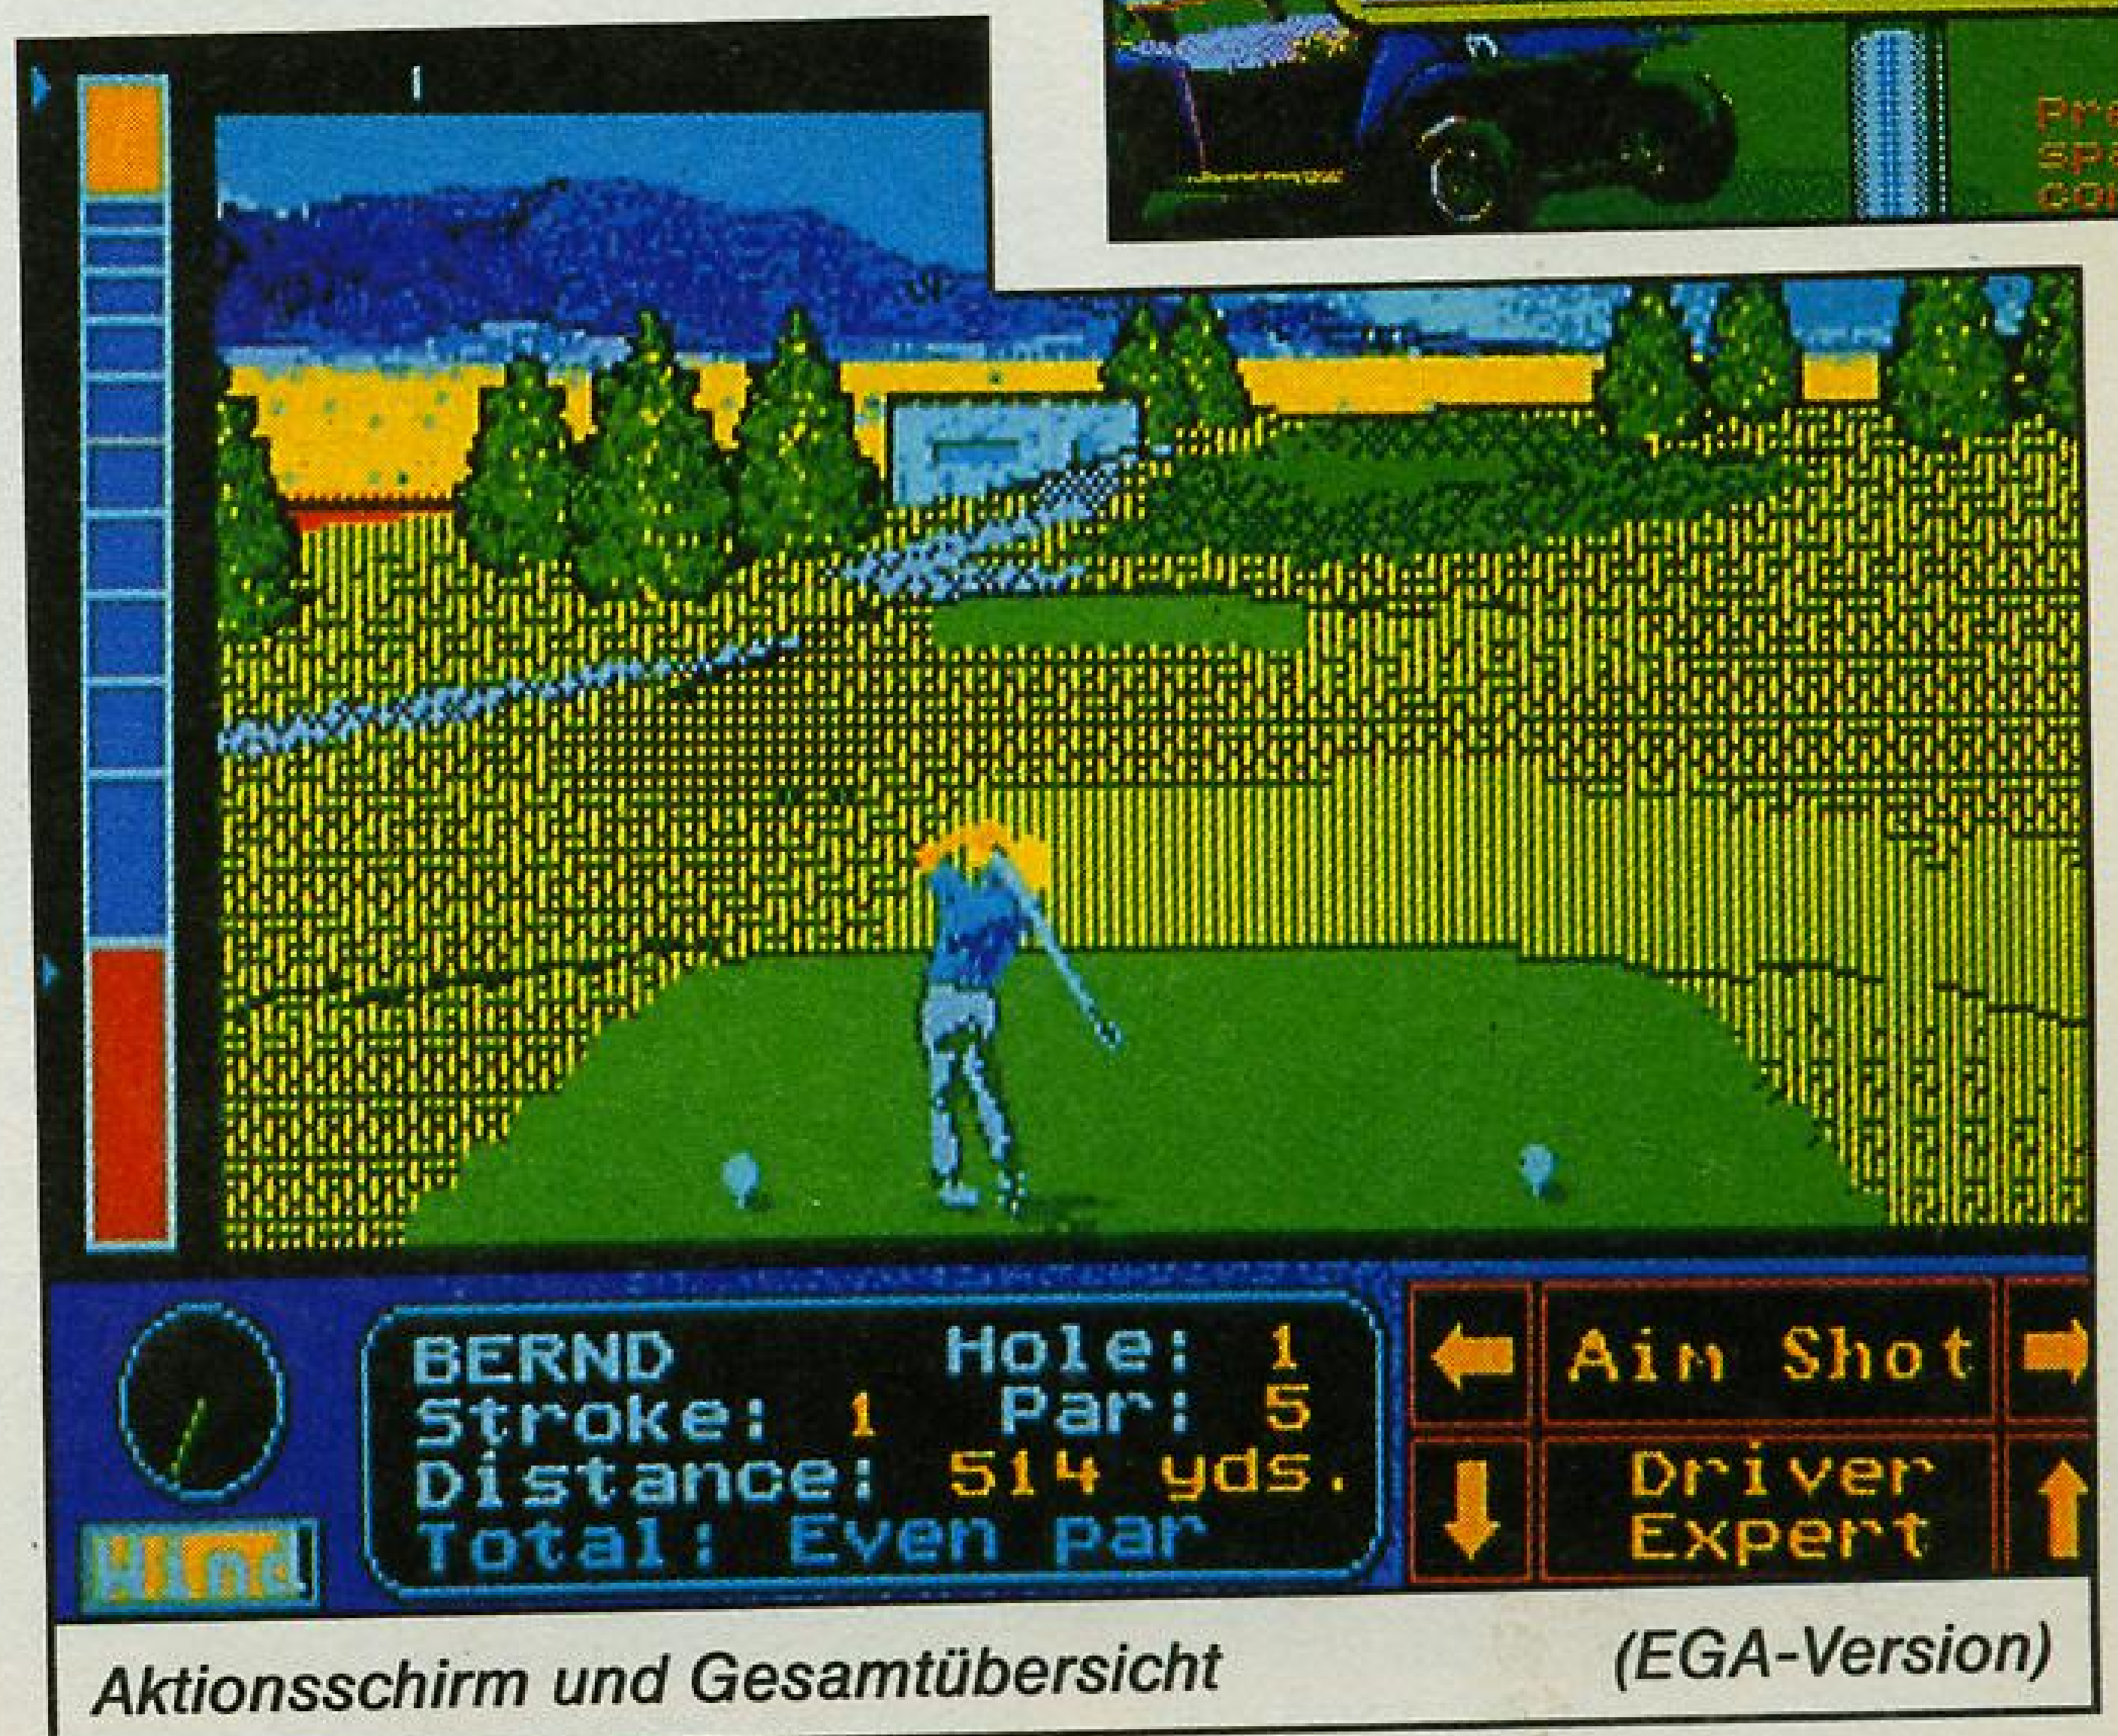 BERND Hole: 1
Stroke: 1 Par: 5
Distance: 514 yds.
Total: Even par
Wind
Aim Shot
Driver
Expert
Aktionsschirm und Gesamtübersicht (EGA-Version)